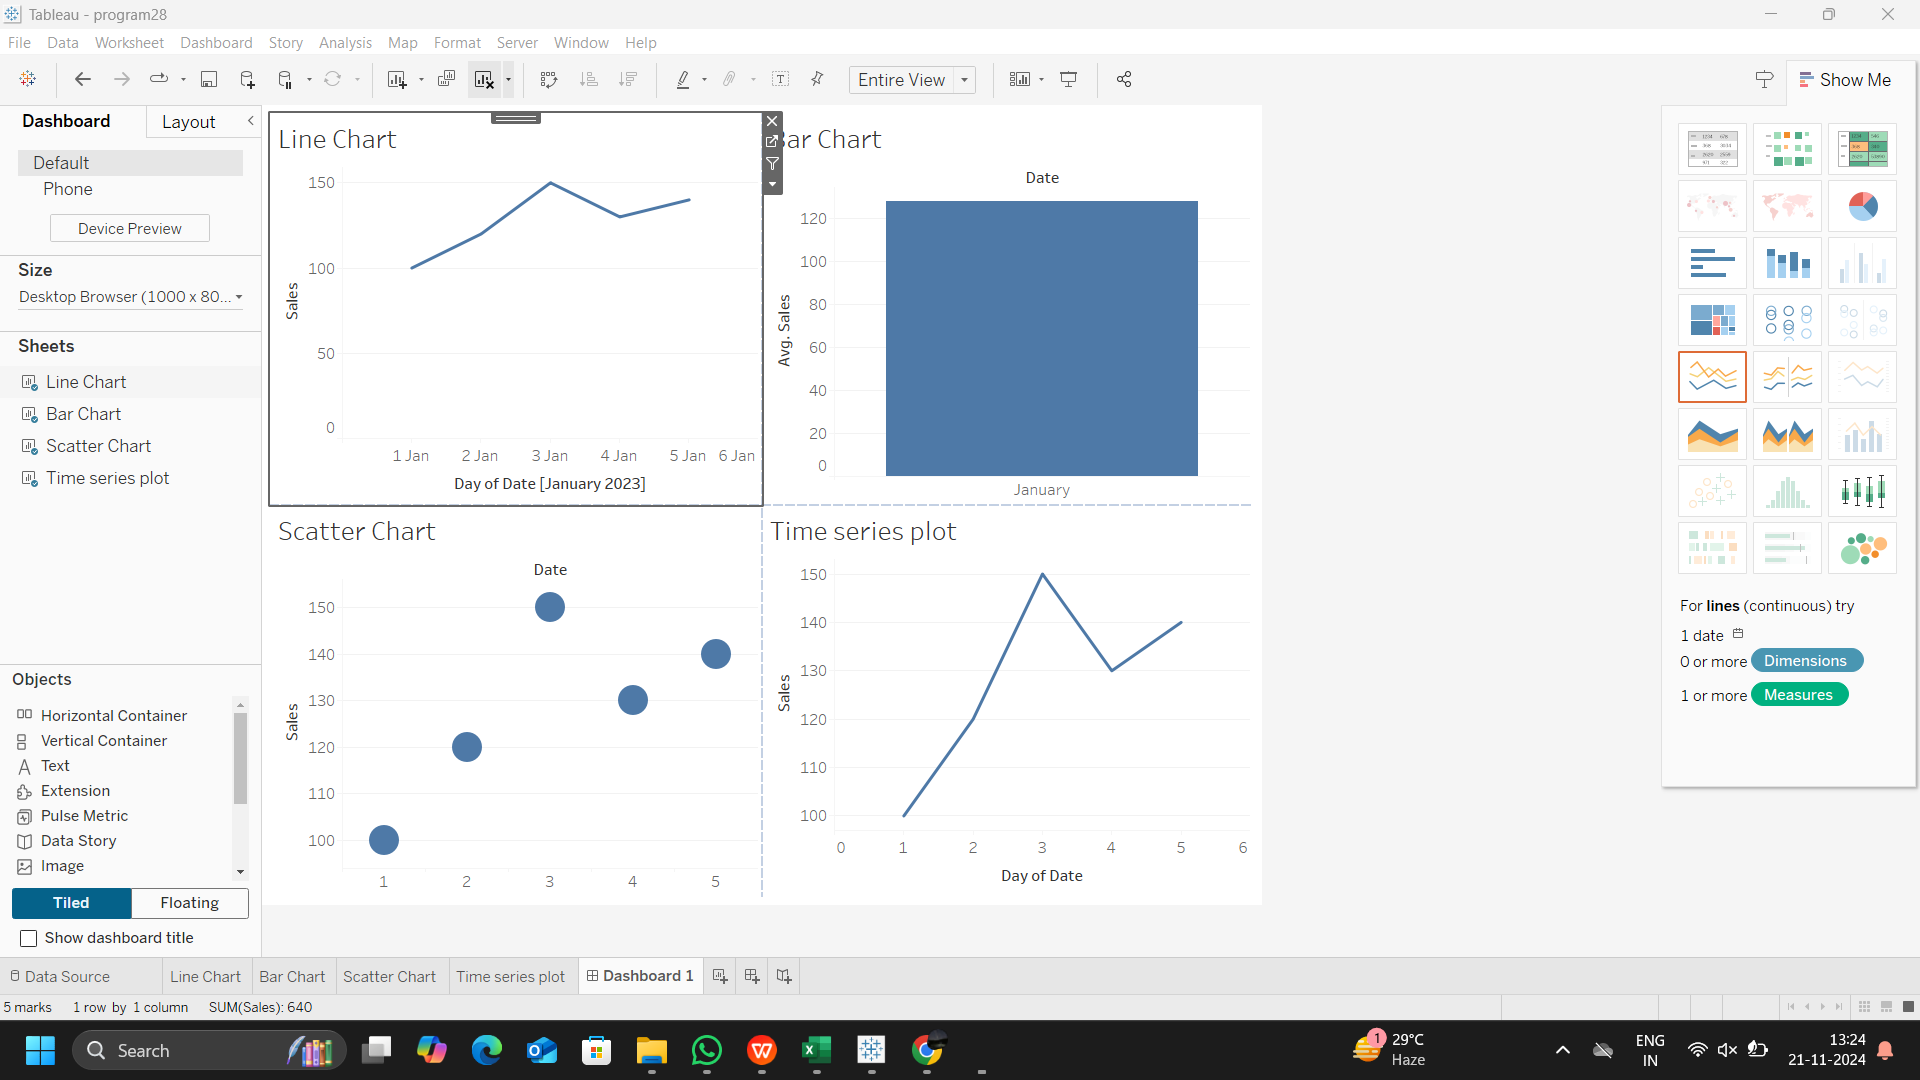 Tableau - program28
File Data Worksheet Dashboard Story Analysis Map Format Server Window Help
Entire View
Show Me
Dashboard Layout
Default
Phone
Device Preview
Size
Desktop Browser (1000 x 80...
Sheets
Line Chart
Bar Chart
Scatter Chart
Time series plot
Objects
Horizontal Container
Vertical Container
Text
Extension
Pulse Metric
Data Story
Image
Tiled Floating
Show dashboard title
Line Chart
150
100
50
0
Sales
1 Jan 2 Jan 3 Jan 4 Jan 5 Jan 6 Jan
Day of Date [January 2023]
ar Chart
Date
120
100
80
60
40
20
0
Avg. Sales
January
Scatter Chart
Date
150
140
130
120
110
100
Sales
1 2 3 4 5
Time series plot
150
140
130
120
110
100
Sales
0 1 2 3 4 5 6
Day of Date
For lines (continuous) try
1 date
0 or more Dimensions
1 or more Measures
Data Source Line Chart Bar Chart Scatter Chart Time series plot Dashboard 1
5 marks 1 row by 1 column SUM(Sales): 640
Search
1
29°C
Haze
ENG
IN
13:24
21-11-2024